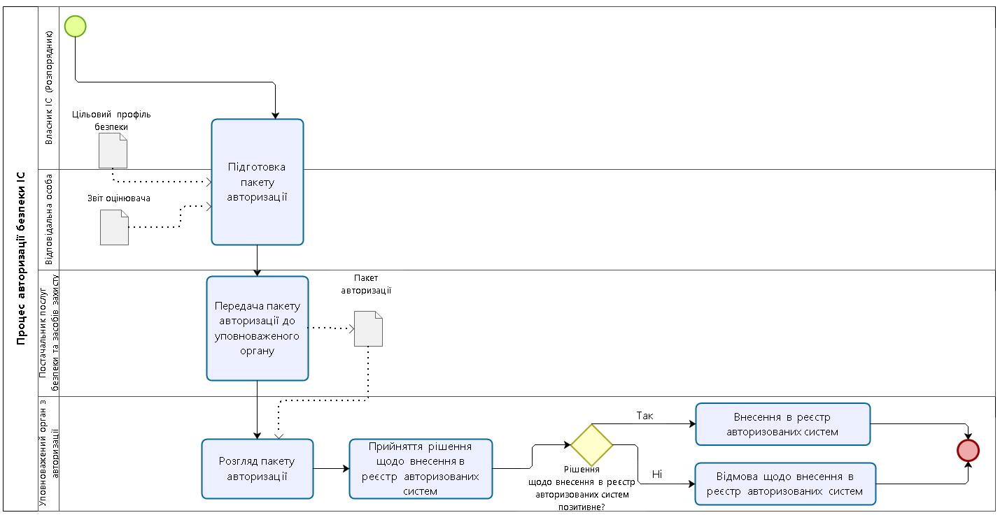 Процес авторизації безпеки ІС
Власник ІС (Розпорядник)
Цільовий профіль
безпеки
Підготовка
пакету
авторизації
Відповідальна особа
Звіт оцінювача
Постачальник послуг
безпеки та засобів захисту
Передача пакету
авторизації до
уповноваженого
органу
Пакет
авторизації
Уповноважений орган з
авторизації
Розгляд пакету
авторизації
Прийняття рішення
щодо внесення в
реєстр авторизованих
систем
Рішення
щодо внесення в реєстр
авторизованих систем
позитивне?
Так
Внесення в реєстр
авторизованих систем
Ні
Відмова щодо внесення в
реєстр авторизованих систем